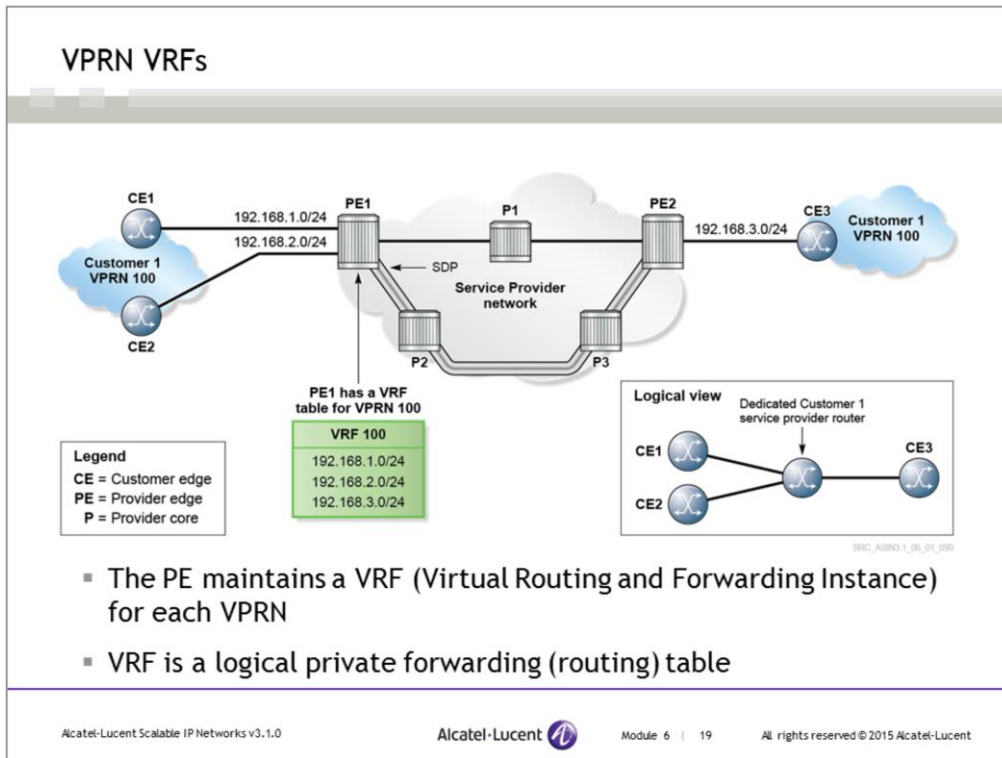 VPRN VRFs
CE1
192.168.1.0/24
PE1
P1
PE2
192.168.3.0/24
CE3
Customer 1
VPRN 100
192.168.2.0/24
Customer 1
VPRN 100
SDP
Service Provider
network
CE2
P2
P3
PE1 has a VRF
table for VPRN 100
VRF 100
192.168.1.0/24
192.168.2.0/24
192.168.3.0/24
Legend
CE = Customer edge
PE = Provider edge
P = Provider core
Logical view
Dedicated Customer 1
service provider router
CE1
CE3
CE2
SRC_ASIN3.1_06_01_090
▪ The PE maintains a VRF (Virtual Routing and Forwarding Instance)
for each VPRN
▪ VRF is a logical private forwarding (routing) table
Alcatel-Lucent Scalable IP Networks v3.1.0
Alcatel·Lucent
Module 6 | 19
All rights reserved © 2015 Alcatel-Lucent